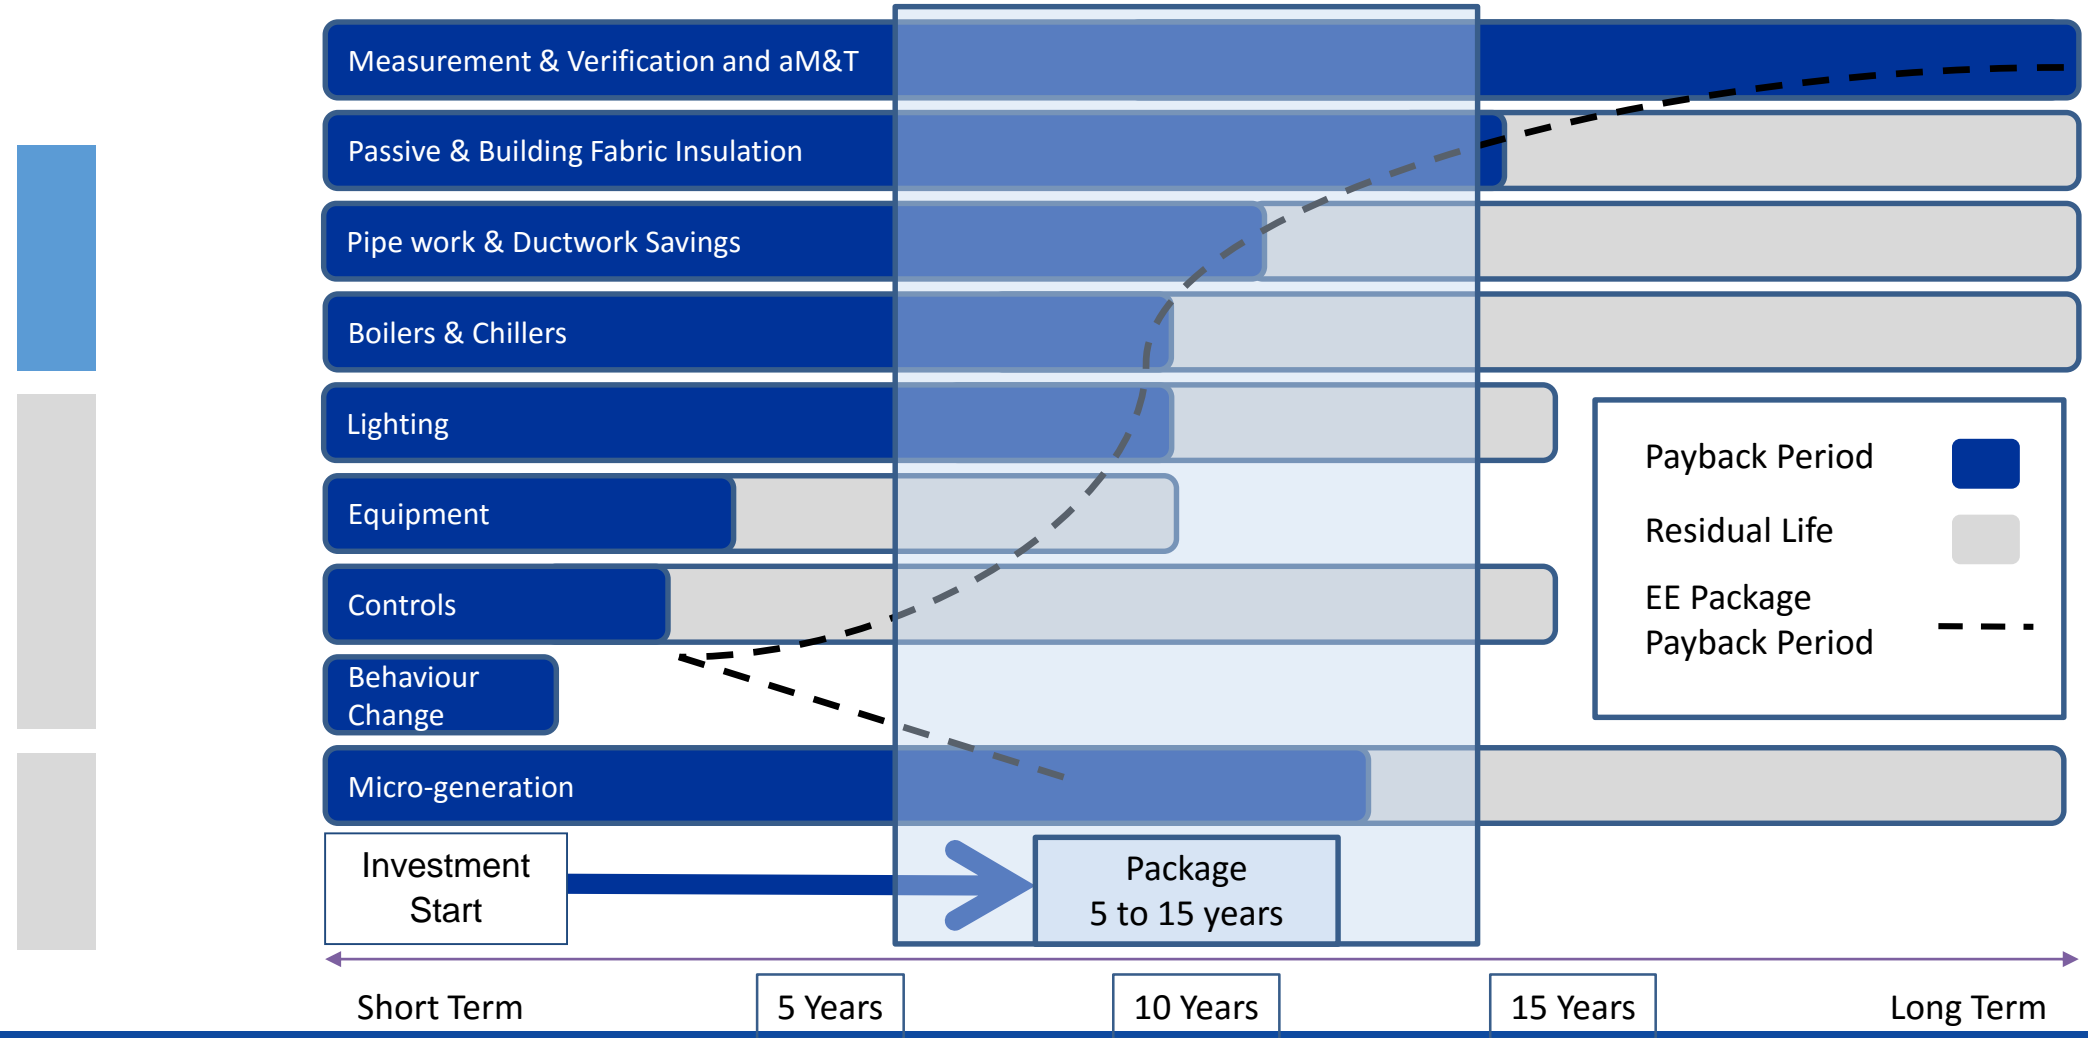 Measurement & Verification and aM&T
Passive & Building Fabric Insulation
Pipe work & Ductwork Savings
Boilers & Chillers
Lighting
Equipment
Controls
Behaviour
Change
Micro-generation
Payback Period
Residual Life
EE Package
Payback Period
Investment
Start
Package
5 to 15 years
Short Term
5 Years
10 Years
15 Years
Long Term